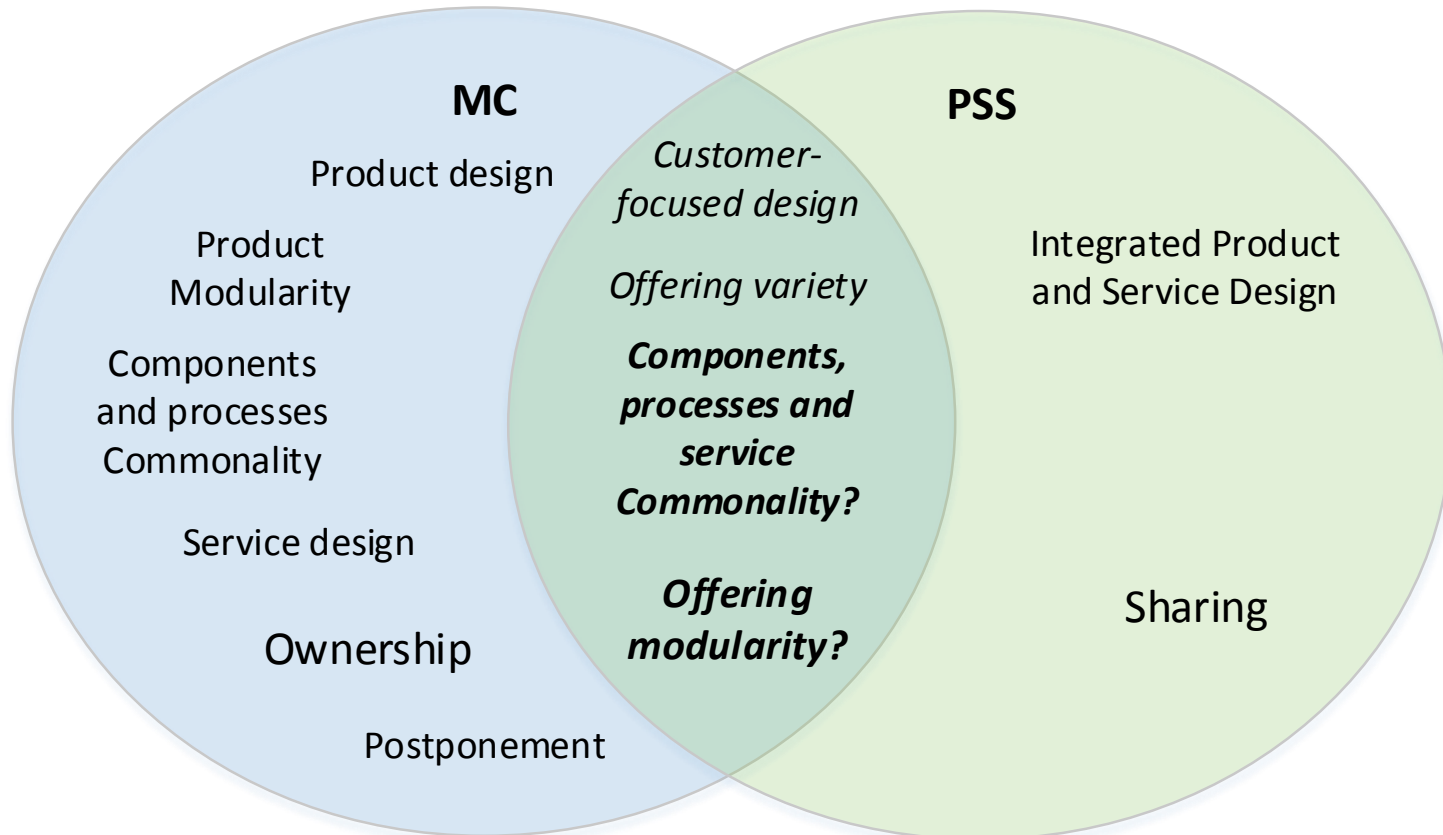 MC
Product design
Product
Modularity
Components
and processes
Commonality
Service design
Ownership
Postponement
Customer-
focused design
Offering variety
Components,
processes and
service
Commonality?
Offering
modularity?
PSS
Integrated Product
and Service Design
Sharing